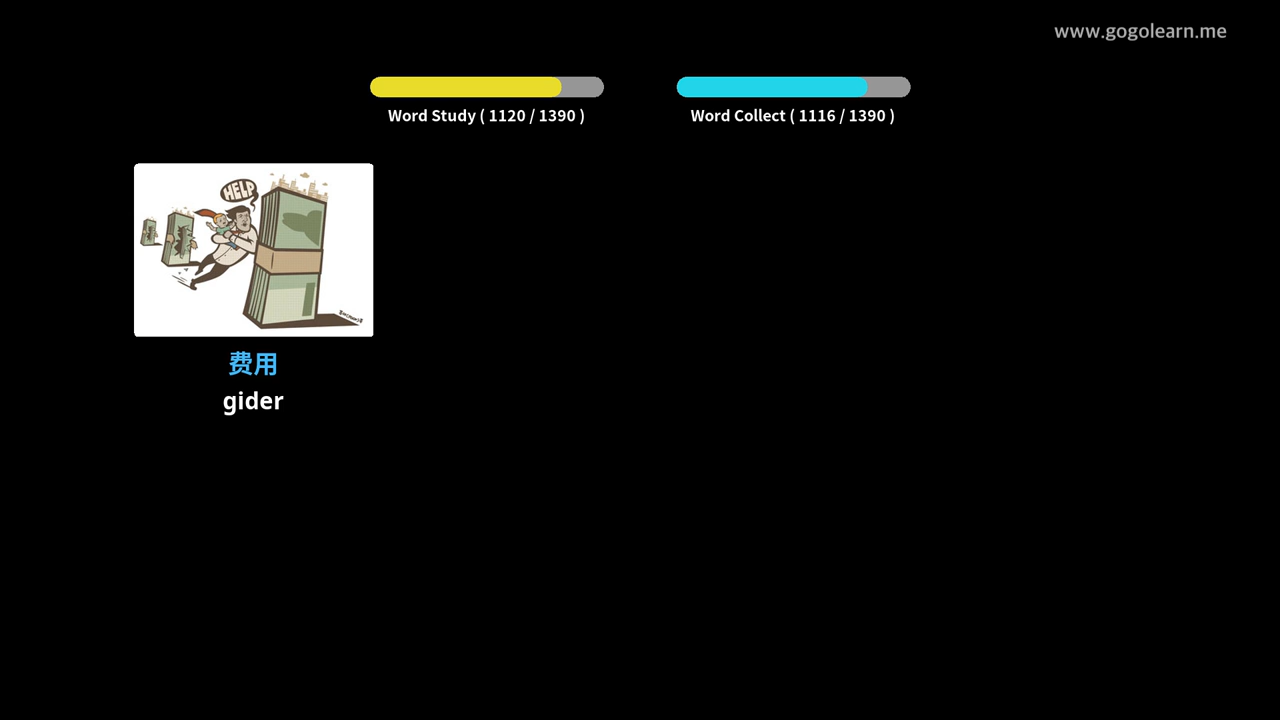 www.gogolearn.me
Word Study ( 1120 / 1390 )
Word Collect ( 1116 / 1390 )
HELP
费用
gider